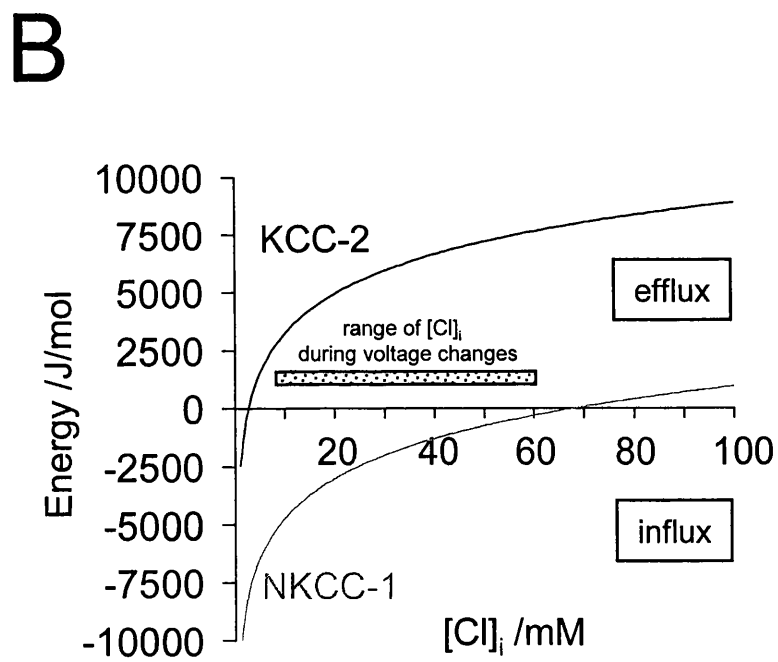 B
10000
7500
5000
2500
0
-2500
-5000
-7500
-10000
Energy /J/mol
KCC-2
efflux
range of [Cl]i
during voltage changes
20
40
60
80
100
influx
NKCC-1
[Cl]i /mM